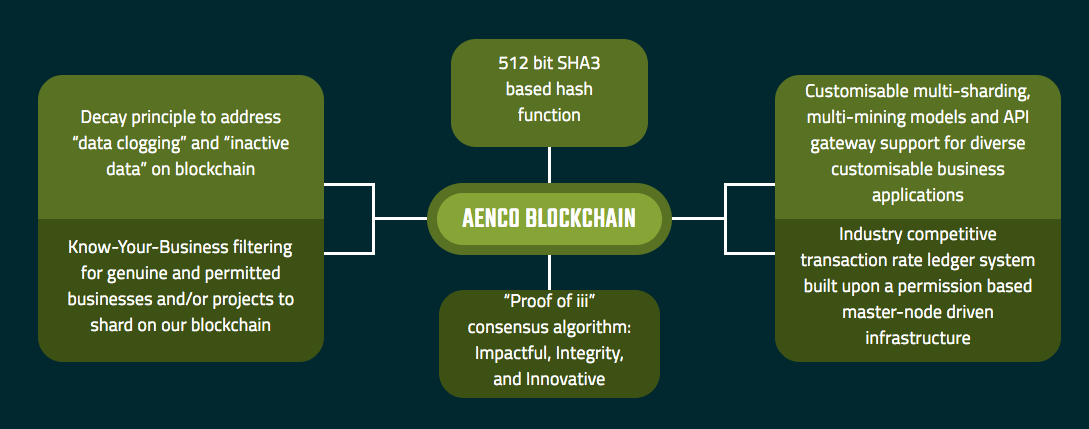 512 bit SHA3
based hash
function
Decay principle to address
“data clogging” and “inactive
data” on blockchain
Know-Your-Business filtering
for genuine and permitted
businesses and/or projects to
shard on our blockchain
AENCO BLOCKCHAIN
Customisable multi-sharding,
multi-mining models and API
gateway support for diverse
customisable business
applications
Industry competitive
transaction rate ledger system
built upon a permission based
master-node driven
infrastructure
“Proof of iii”
consensus algorithm:
Impactful, Integrity,
and Innovative